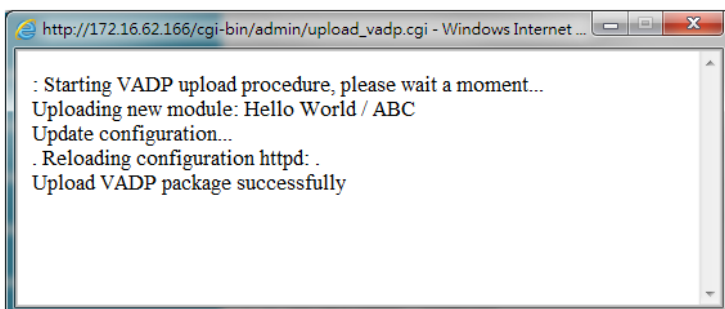 http://172.16.62.166/cgi-bin/admin/upload_vadp.cgi - Windows Internet ...
: Starting VADP upload procedure, please wait a moment...
Uploading new module: Hello World / ABC
Update configuration...
. Reloading configuration httpd: .
Upload VADP package successfully